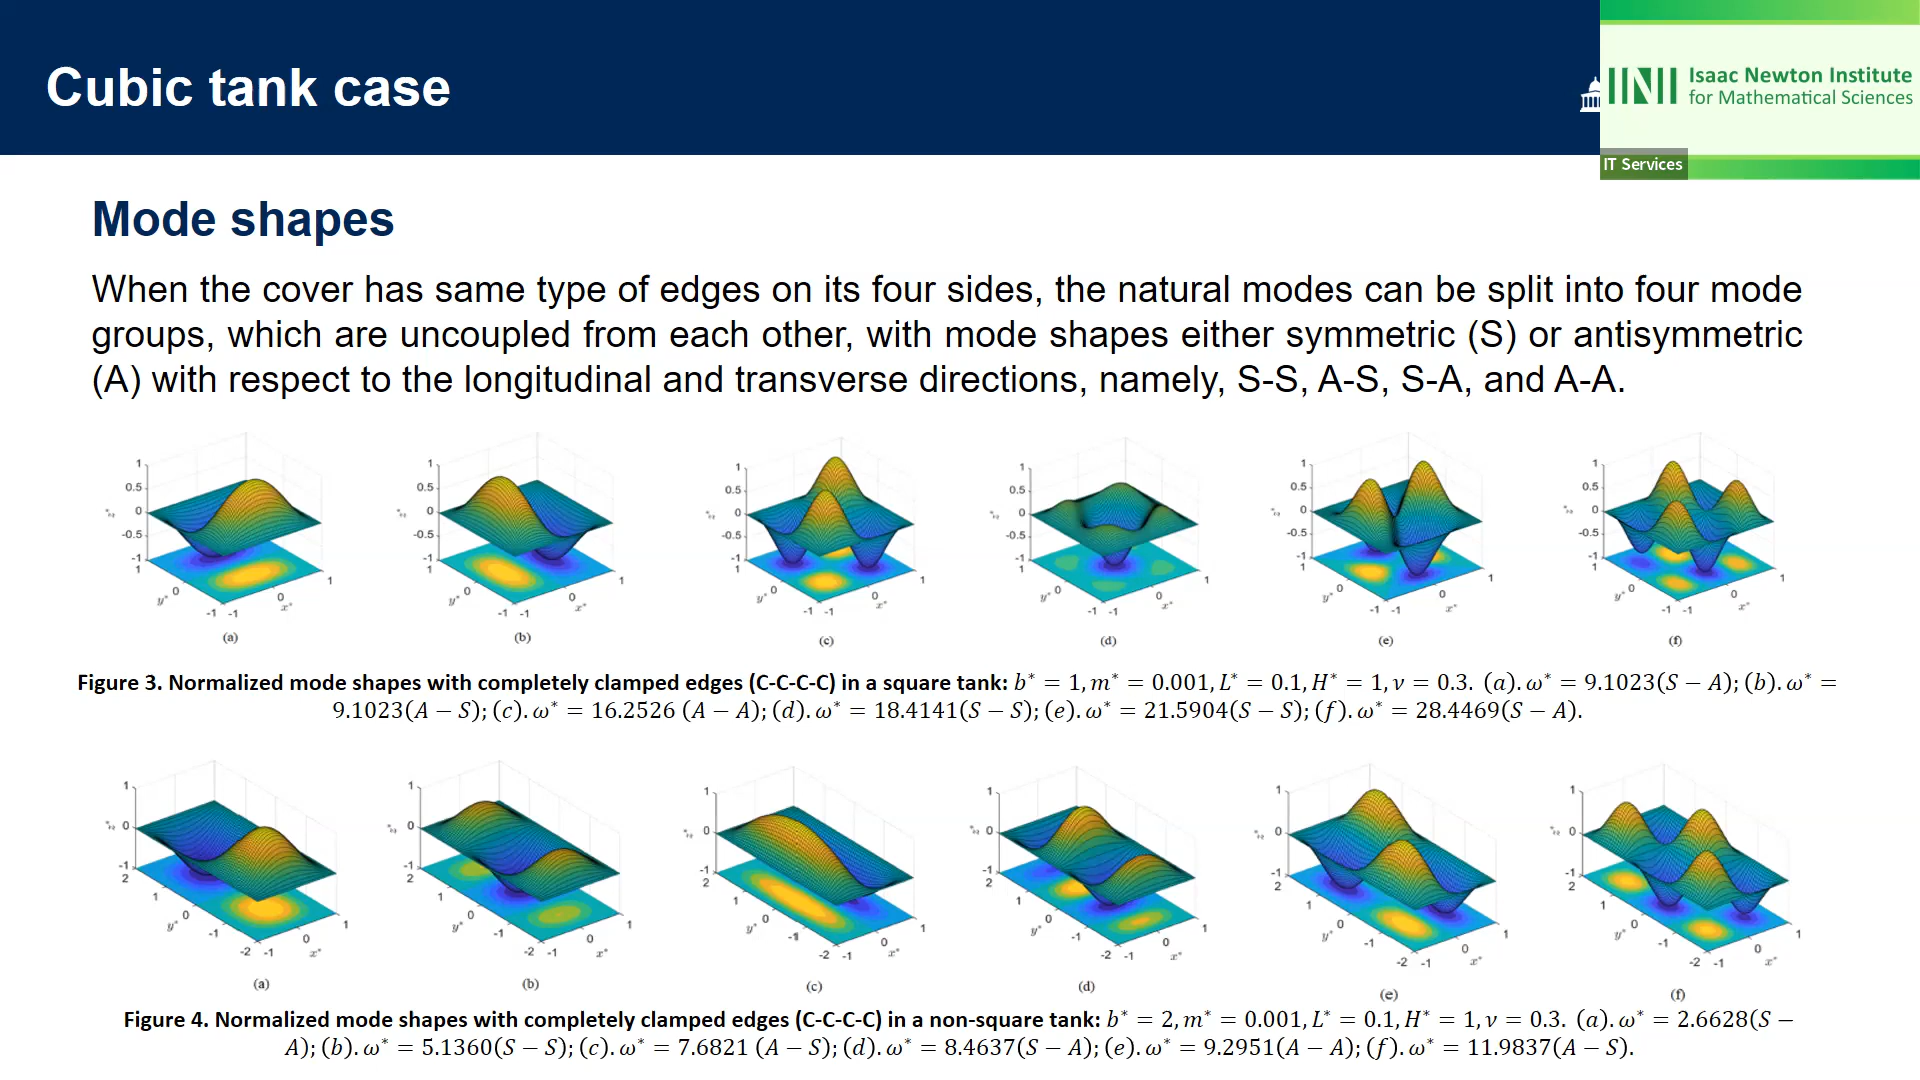 Cubic tank case
Isaac Newton Institute
for Mathematical Sciences
IT Services
Mode shapes
When the cover has same type of edges on its four sides, the natural modes can be split into four mode
groups, which are uncoupled from each other, with mode shapes either symmetric (S) or antisymmetric
(A) with respect to the longitudinal and transverse directions, namely, S-S, A-S, S-A, and A-A.
(a) (b) (c) (d) (e) (f)
Figure 3. Normalized mode shapes with completely clamped edges (C-C-C-C) in a square tank: b* = 1, m* = 0.001, L* = 0.1, H* = 1, ν = 0.3. (a). ω* = 9.1023(S − A); (b). ω* =
9.1023(A − S); (c). ω* = 16.2526 (A − A); (d). ω* = 18.4141(S − S); (e). ω* = 21.5904(S − S); (f). ω* = 28.4469(S − A).
(a) (b) (c) (d) (e) (f)
Figure 4. Normalized mode shapes with completely clamped edges (C-C-C-C) in a non-square tank: b* = 2, m* = 0.001, L* = 0.1, H* = 1, ν = 0.3. (a). ω* = 2.6628(S −
A); (b). ω* = 5.1360(S − S); (c). ω* = 7.6821 (A − S); (d). ω* = 8.4637(S − A); (e). ω* = 9.2951(A − A); (f). ω* = 11.9837(A − S).